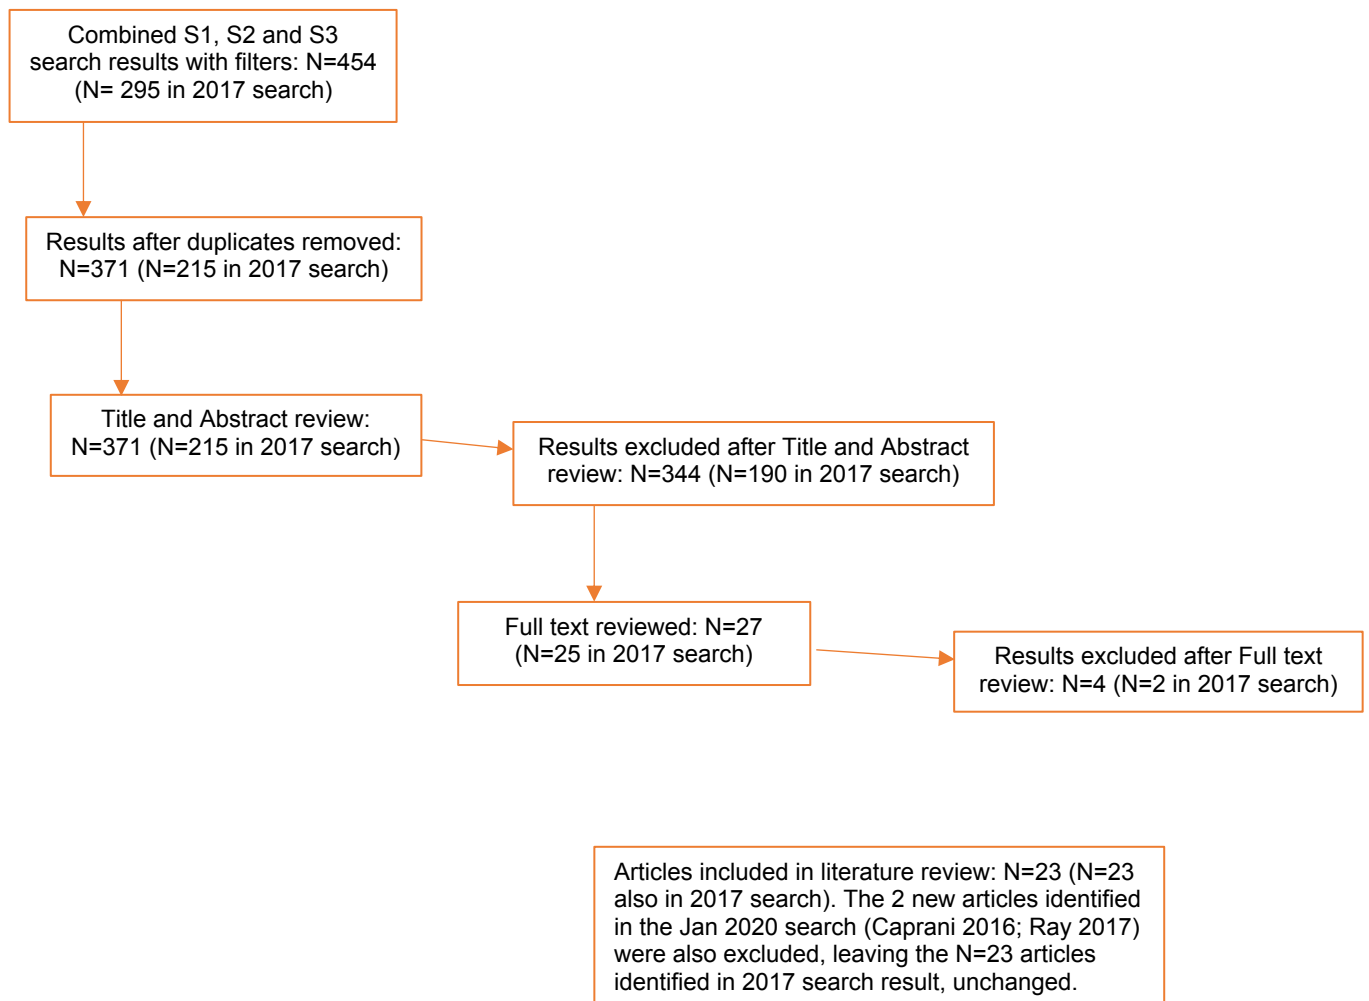 Combined S1, S2 and S3
search results with filters: N=454
(N= 295 in 2017 search)
Results after duplicates removed:
N=371 (N=215 in 2017 search)
Title and Abstract review:
N=371 (N=215 in 2017 search)
Results excluded after Title and Abstract
review: N=344 (N=190 in 2017 search)
Full text reviewed: N=27
(N=25 in 2017 search)
Results excluded after Full text
review: N=4 (N=2 in 2017 search)
Articles included in literature review: N=23 (N=23
also in 2017 search). The 2 new articles identified
in the Jan 2020 search (Caprani 2016; Ray 2017)
were also excluded, leaving the N=23 articles
identified in 2017 search result, unchanged.